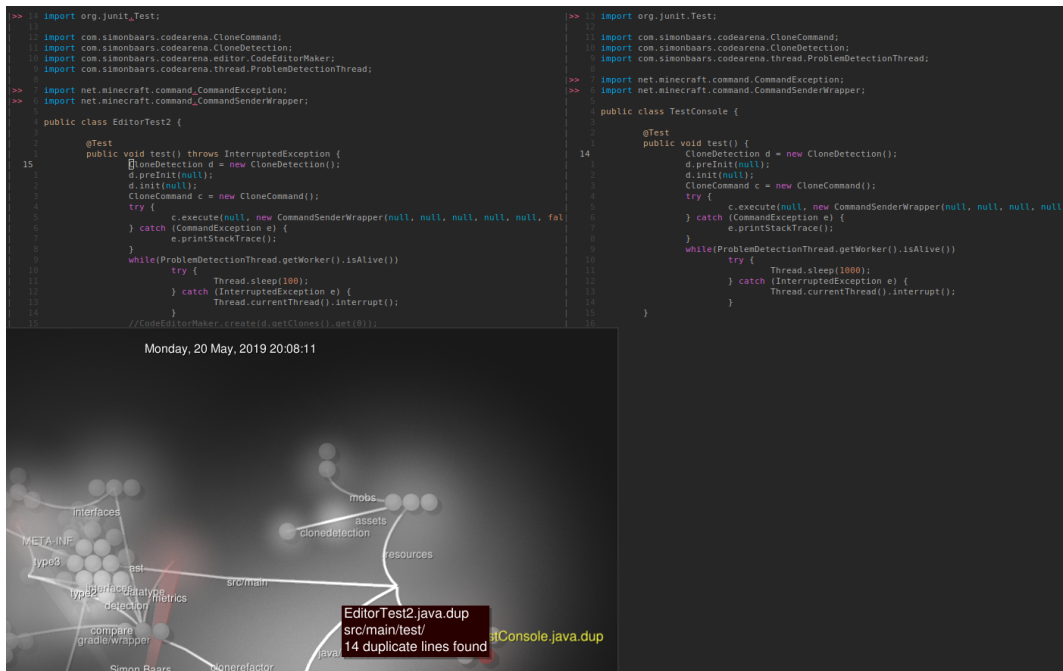 >> 14 import org.junit.Test;
13
12 import com.simonbaars.codearena.CloneCommand;
11 import com.simonbaars.codearena.CloneDetection;
10 import com.simonbaars.codearena.editor.CodeEditorMaker;
9 import com.simonbaars.codearena.thread.ProblemDetectionThread;
8
>> 7 import net.minecraft.command.CommandException;
>> 6 import net.minecraft.command.CommandSenderWrapper;
5
4 public class EditorTest2 {
3
2 @Test
1 public void test() throws InterruptedException {
15 CloneDetection d = new CloneDetection();
1 d.preInit(null);
2 d.init(null);
3 CloneCommand c = new CloneCommand();
4 try {
5 c.execute(null, new CommandSenderWrapper(null, null, null, null, null, fal
6 } catch (CommandException e) {
7 e.printStackTrace();
8 }
9 while(ProblemDetectionThread.getWorker().isAlive())
10 try {
11 Thread.sleep(100);
12 } catch (InterruptedException e) {
13 Thread.currentThread().interrupt();
14 }
15 //CodeEditorMaker.create(d.getClones().get(0));
>> 13 import org.junit.Test;
12
11 import com.simonbaars.codearena.CloneCommand;
10 import com.simonbaars.codearena.CloneDetection;
9 import com.simonbaars.codearena.thread.ProblemDetectionThread;
8
>> 7 import net.minecraft.command.CommandException;
>> 6 import net.minecraft.command.CommandSenderWrapper;
5
4 public class TestConsole {
3
2 @Test
1 public void test() {
14 CloneDetection d = new CloneDetection();
1 d.preInit(null);
2 d.init(null);
3 CloneCommand c = new CloneCommand();
4 try {
5 c.execute(null, new CommandSenderWrapper(null, null, null, null
6 } catch (CommandException e) {
7 e.printStackTrace();
8 }
9 while(ProblemDetectionThread.getWorker().isAlive())
10 try {
11 Thread.sleep(1000);
12 } catch (InterruptedException e) {
13 Thread.currentThread().interrupt();
14 }
15 }
16
Monday, 20 May, 2019 20:08:11
mobs
interfaces
assets
clonedetection
META-INF
resources
type3
ast
src/main
type2
interfaces
datatype
metrics
detection
EditorTest2.java.dup
src/main/test/
14 duplicate lines found
stConsole.java.dup
compare
gradle/wrapper
java/
Simon Baars
clonerefactor